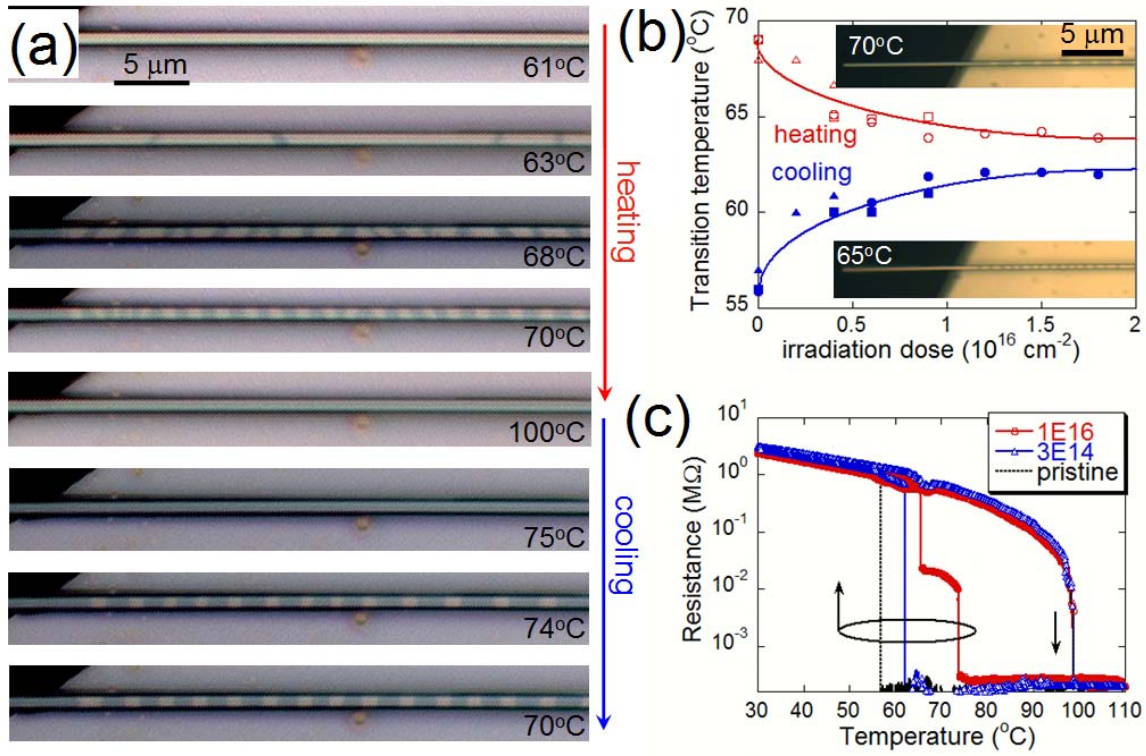 (a)
5 μm
61°C
63°C
68°C
70°C
100°C
75°C
74°C
70°C
heating
cooling
(b)
Transition temperature (°C)
70
65
60
55
70°C
5 μm
heating
cooling
65°C
0
0.5
1
1.5
2
irradiation dose (10¹⁶ cm⁻²)
(c)
Resistance (MΩ)
10¹
10⁰
10⁻¹
10⁻²
10⁻³
1E16
3E14
pristine
30
40
50
60
70
80
90
100
110
Temperature (°C)